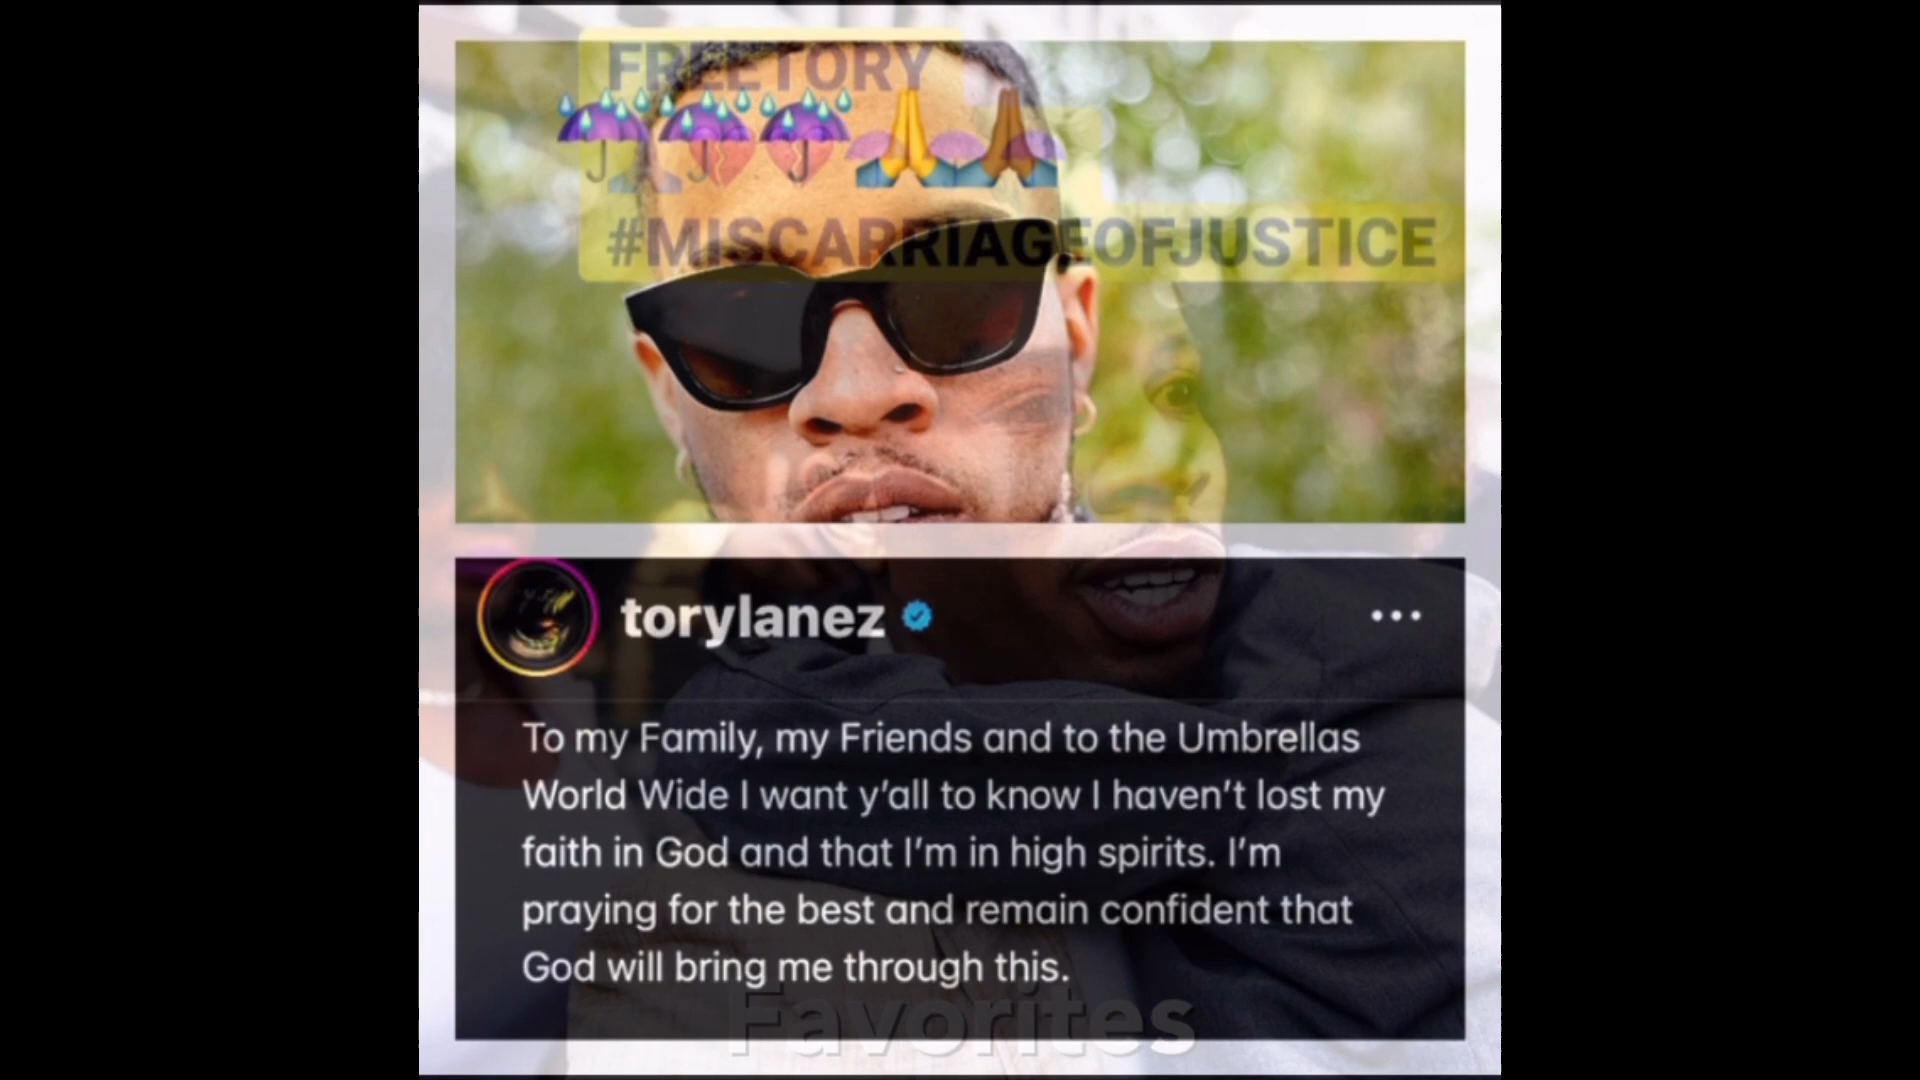 FREETORY
#MISCARRIAGEOFJUSTICE
torylanez
To my Family, my Friends and to the Umbrellas
World Wide I want y’all to know I haven’t lost my
faith in God and that I’m in high spirits. I’m
praying for the best and remain confident that
God will bring me through this.
Favorites